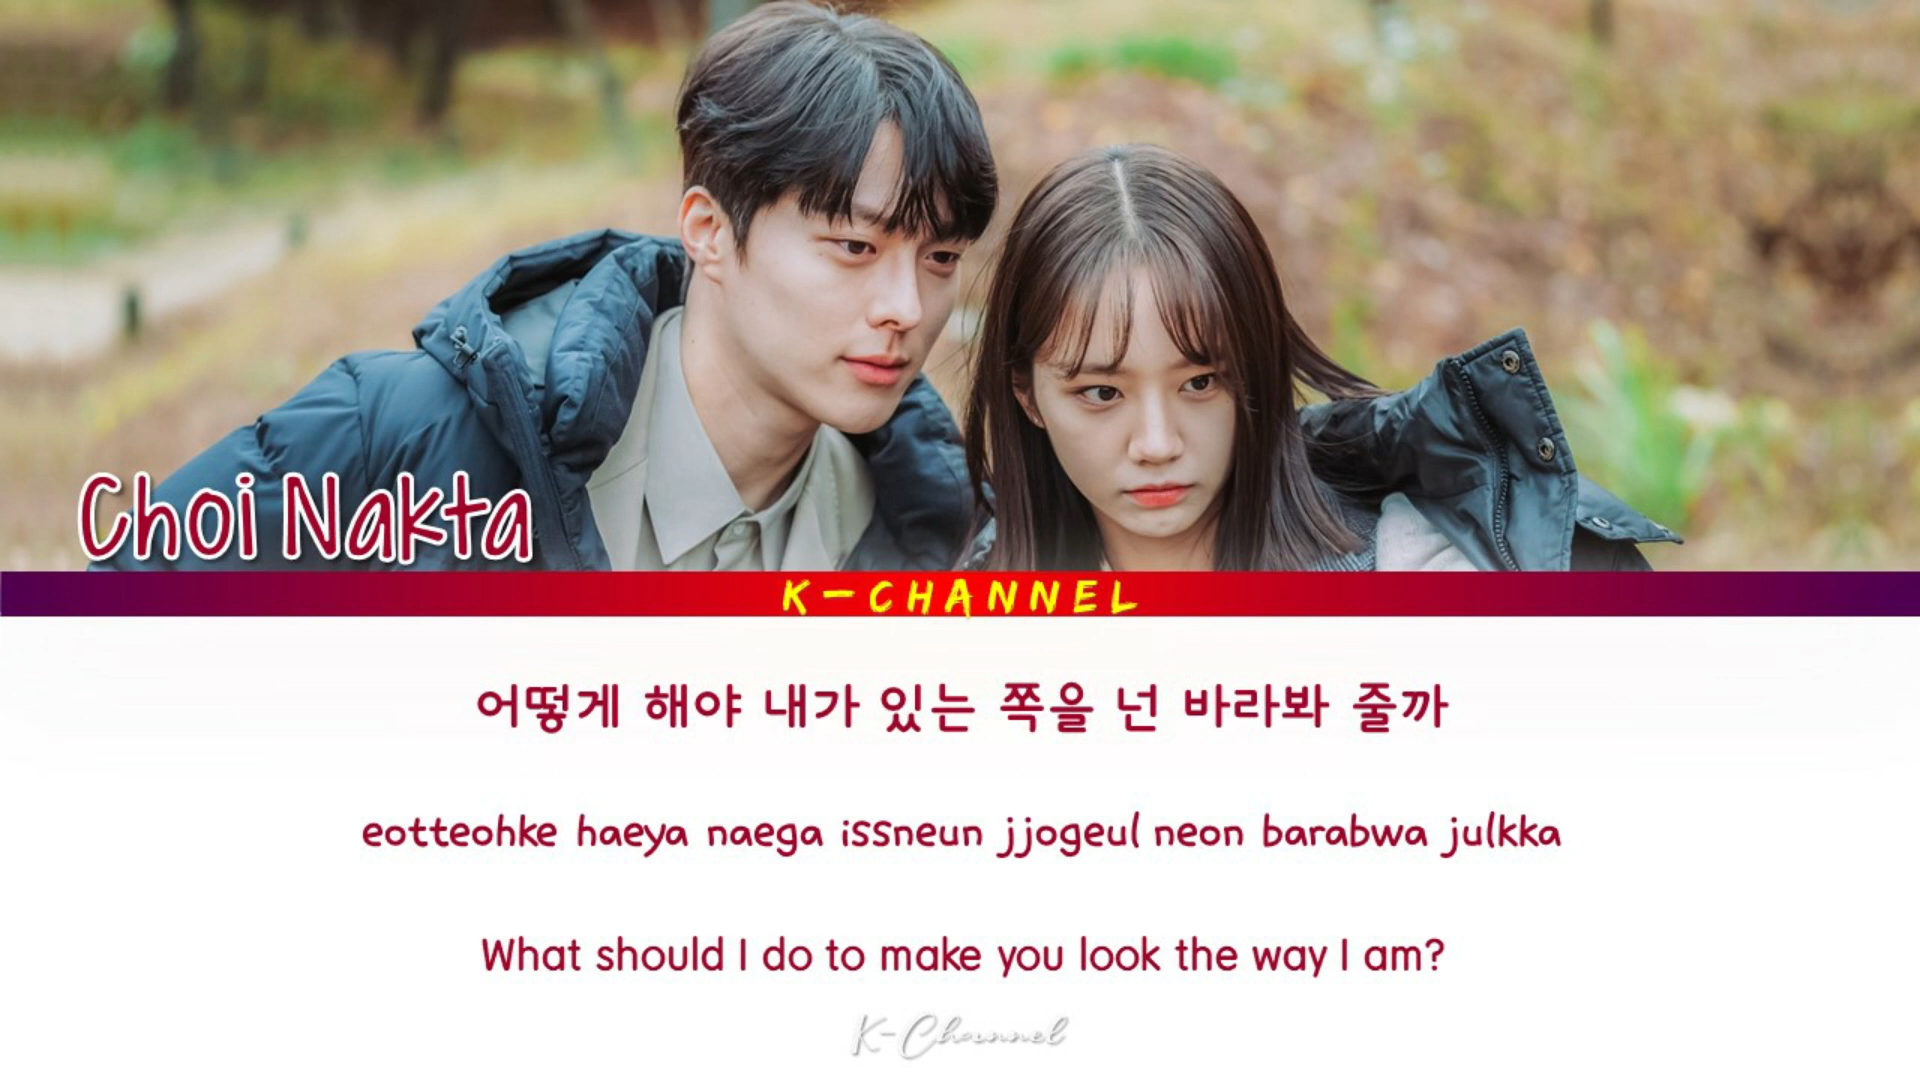 Choi Nakta
K-CHANNEL
어떻게 해야 내가 있는 쪽을 넌 바라봐 줄까
eotteohke haeya naega issneun jjogeul neon barabwa julkka
What should I do to make you look the way I am?
K-Channel